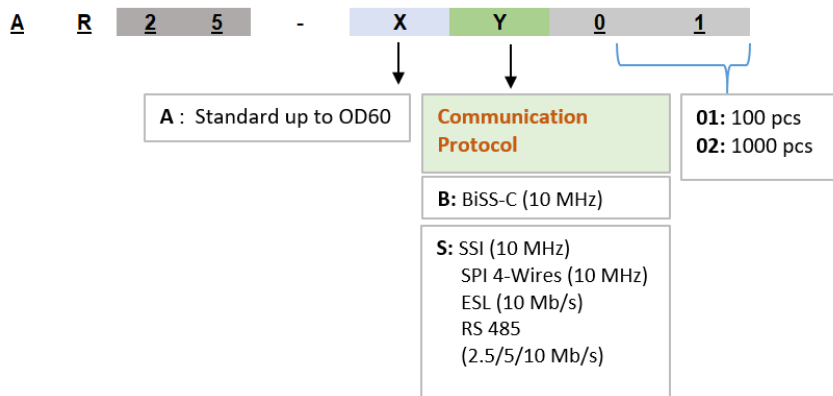 A R 2 5 - X Y 0 1
A : Standard up to OD60
Communication
Protocol
01: 100 pcs
02: 1000 pcs
B: BiSS-C (10 MHz)
S: SSI (10 MHz)
SPI 4-Wires (10 MHz)
ESL (10 Mb/s)
RS 485
(2.5/5/10 Mb/s)